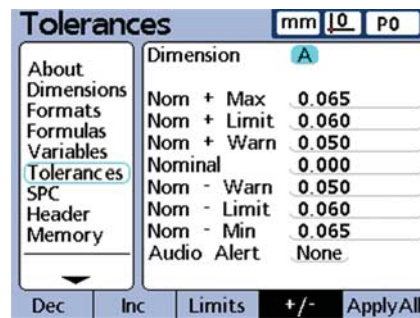 Tolerances mm |0 P0
About
Dimensions
Formats
Formulas
Variables
Tolerances
SPC
Header
Memory
Dimension A
Nom + Max 0.065
Nom + Limit 0.060
Nom + Warn 0.050
Nominal 0.000
Nom - Warn 0.050
Nom - Limit 0.060
Nom - Min 0.065
Audio Alert None
Dec Inc Limits +/- ApplyAll